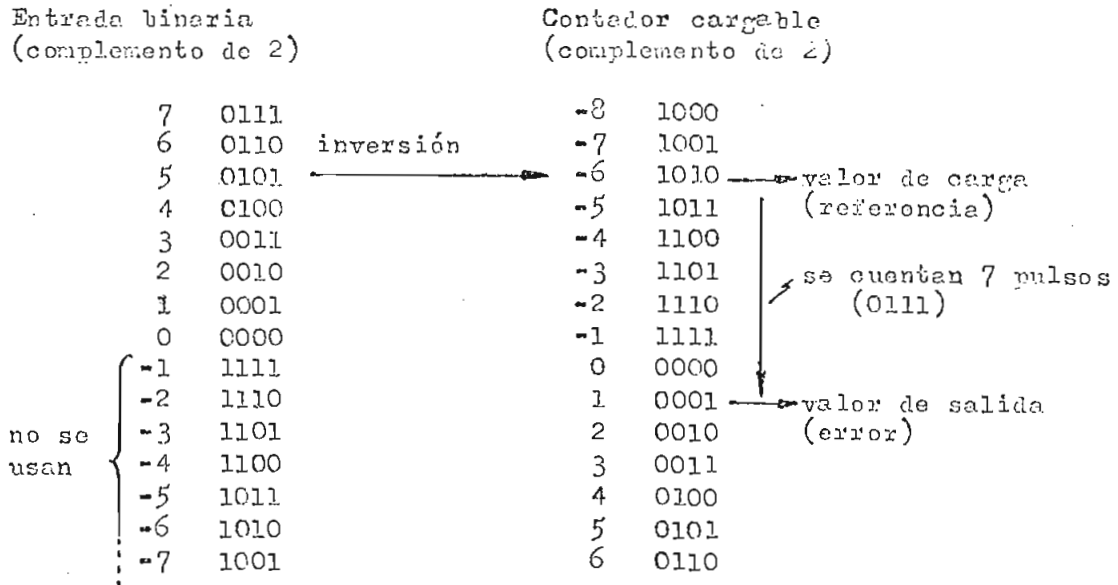 Entrada binaria Contador cargable
(complemento de 2) (complemento de 2)
7 0111 -8 1000
6 0110 inversión -7 1001
5 0101 -6 1010 valor de carga
4 0100 -5 1011 (referencia)
3 0011 -4 1100
2 0010 -3 1101 se cuentan 7 pulsos
1 0001 -2 1110 (0111)
0 0000 -1 1111
-1 1111 0 0000
-2 1110 1 0001 valor de salida
no se -3 1101 2 0010 (error)
usan -4 1100 3 0011
-5 1011 4 0100
-6 1010 5 0101
-7 1001 6 0110